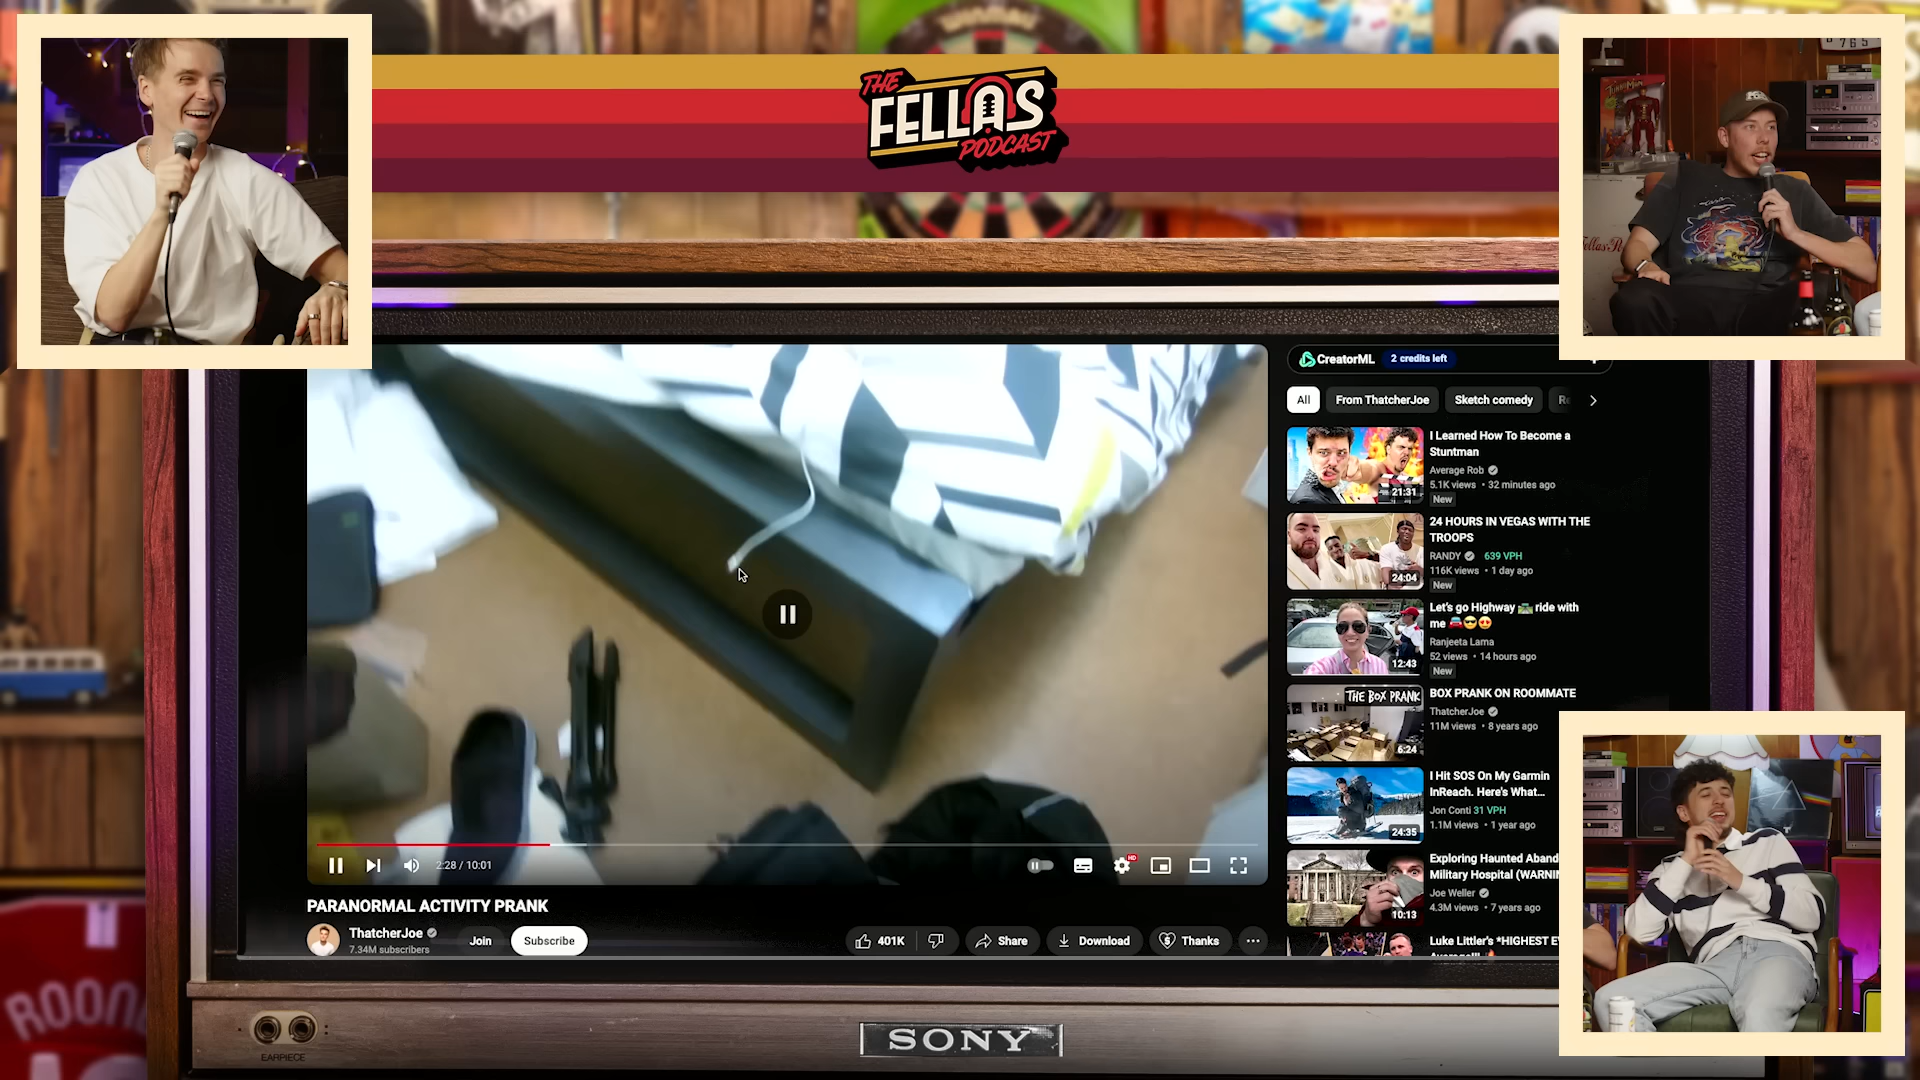 THE
FELLAS
PODCAST
CreatorML
2 credits left
All
From ThatcherJoe
Sketch comedy
Re
21:31
I Learned How To Become a
Stuntman
Average Rob
5.1K views • 32 minutes ago
New
24:04
24 HOURS IN VEGAS WITH THE
TROOPS
RANDY 639 VPH
116K views • 1 day ago
New
12:43
Let's go Highway 🛣️ ride with
me 🚘😎😍
Ranjeeta Lama
52 views • 14 hours ago
New
THE BOX PRANK
6:24
BOX PRANK ON ROOMMATE
ThatcherJoe
11M views • 8 years ago
24:35
I Hit SOS On My Garmin
InReach. Here's What...
Jon Conti 31 VPH
1.1M views • 1 year ago
10:13
Exploring Haunted Aband
Military Hospital (WARNI
Joe Weller
4.3M views • 7 years ago
Luke Littler's *HIGHEST E
2:28 / 10:01
HD
PARANORMAL ACTIVITY PRANK
ThatcherJoe
7.34M subscribers
Join
Subscribe
401K
Share
Download
Thanks
EARPIECE
SONY
ROON